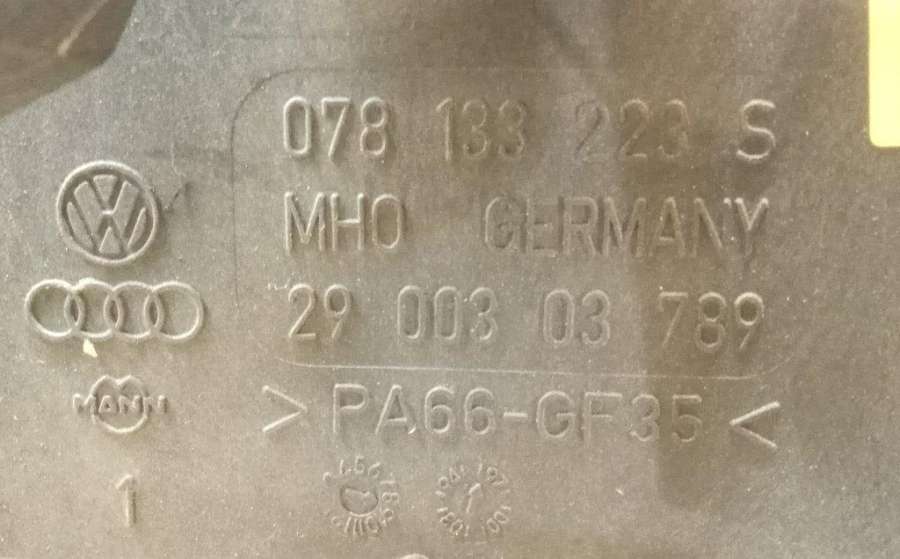 078 133 223 S
MHO GERMANY
29 003 03 789
MANN
>PA66-GF35<
1